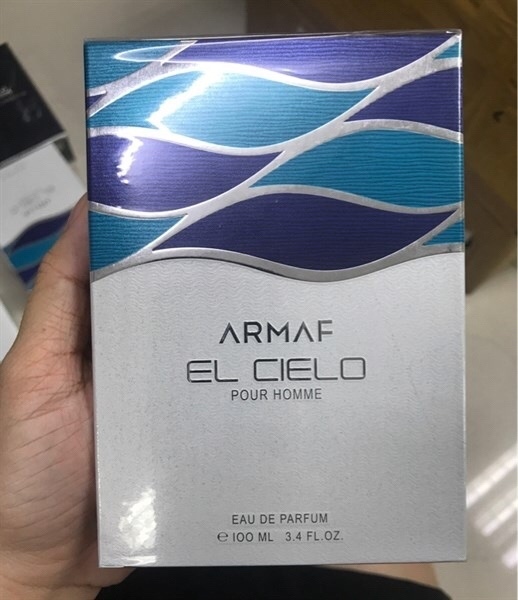 ARMAF
EL CIELO
POUR HOMME
EAU DE PARFUM
℮ 100 ML 3.4 FL.OZ.